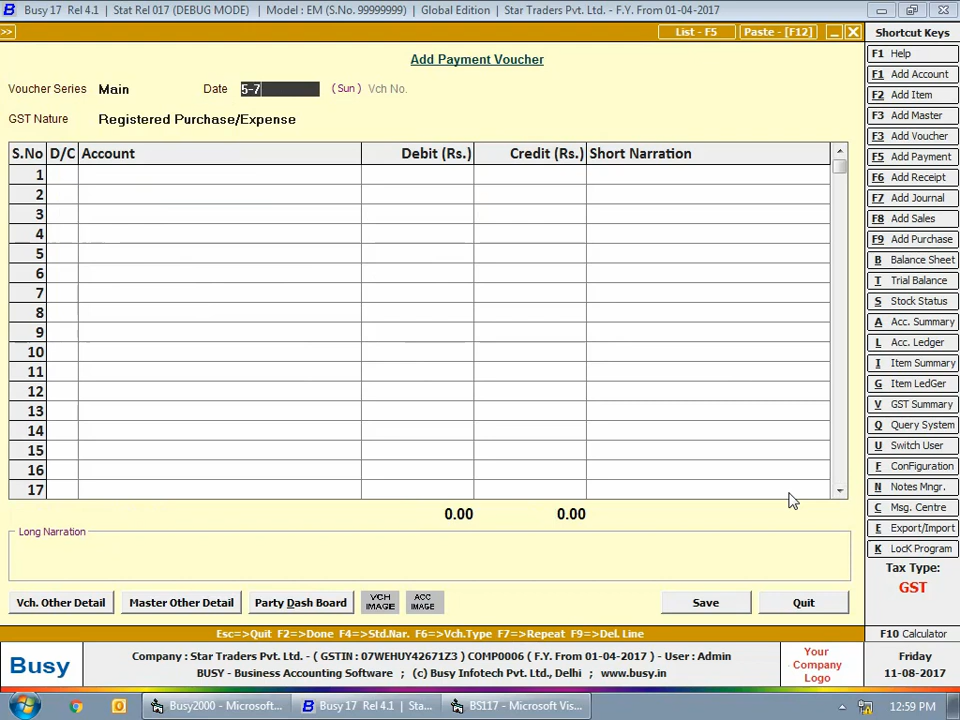 Busy 17 Rel 4.1 | Stat Rel 017 (DEBUG MODE) | Model : EM (S.No. 99999999) | Global Edition | Star Traders Pvt. Ltd. - F.Y. From 01-04-2017
>> List - F5 Paste - [F12]
Add Payment Voucher
Voucher Series Main Date 5-7 ( Sun ) Vch No.
GST Nature Registered Purchase/Expense
S.No D/C Account Debit (Rs.) Credit (Rs.) Short Narration
1
2
3
4
5
6
7
8
9
10
11
12
13
14
15
16
17
0.00 0.00
Long Narration
Vch. Other Detail Master Other Detail Party Dash Board VCH IMAGE ACC IMAGE Save Quit
Esc=>Quit F2=>Done F4=>Std.Nar. F6=>Vch.Type F7=>Repeat F9=>Del. Line
Shortcut Keys
F1 Help
F1 Add Account
F2 Add Item
F3 Add Master
F3 Add Voucher
F5 Add Payment
F6 Add Receipt
F7 Add Journal
F8 Add Sales
F9 Add Purchase
B Balance Sheet
T Trial Balance
S Stock Status
A Acc. Summary
L Acc. Ledger
I Item Summary
G Item LedGer
V GST Summary
Q Query System
U Switch User
F ConFiguration
N Notes Mngr.
C Msg. Centre
E Export/Import
K LocK Program
Tax Type:
GST
F10 Calculator
Busy
Company : Star Traders Pvt. Ltd. - ( GSTIN : 07WEHUY42671Z3 ) COMP0006 ( F.Y. From 01-04-2017 ) - User : Admin
BUSY - Business Accounting Software ; (c) Busy Infotech Pvt. Ltd., Delhi ; www.busy.in
Your
Company
Logo
Friday
11-08-2017
Busy2000 - Microsoft... Busy 17 Rel 4.1 | Sta... BS117 - Microsoft Vis... 12:59 PM